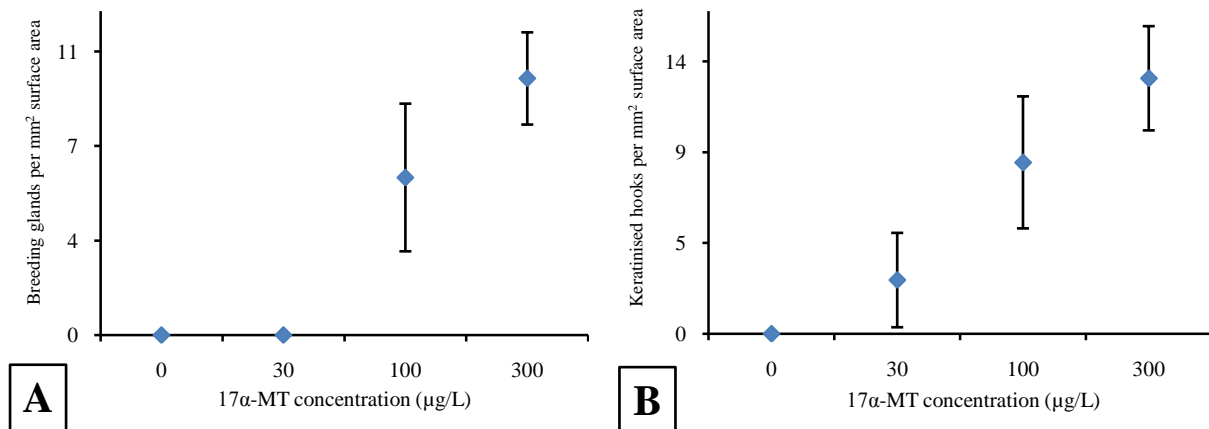 Breeding glands per mm² surface area
11
7
4
0
0 30 100 300
17α-MT concentration (µg/L)
A
Keratinised hooks per mm² surface area
14
9
5
0
0 30 100 300
17α-MT concentration (µg/L)
B